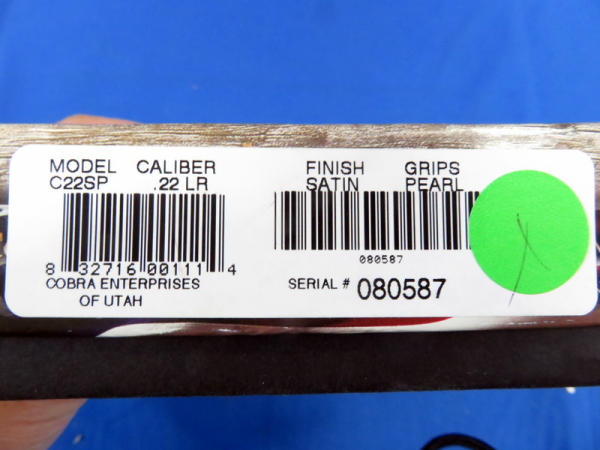 MODEL CALIBER FINISH GRIPS
C22SP .22 LR SATIN PEARL
8 32716 00111 4
080587
COBRA ENTERPRISES
OF UTAH
SERIAL # 080587